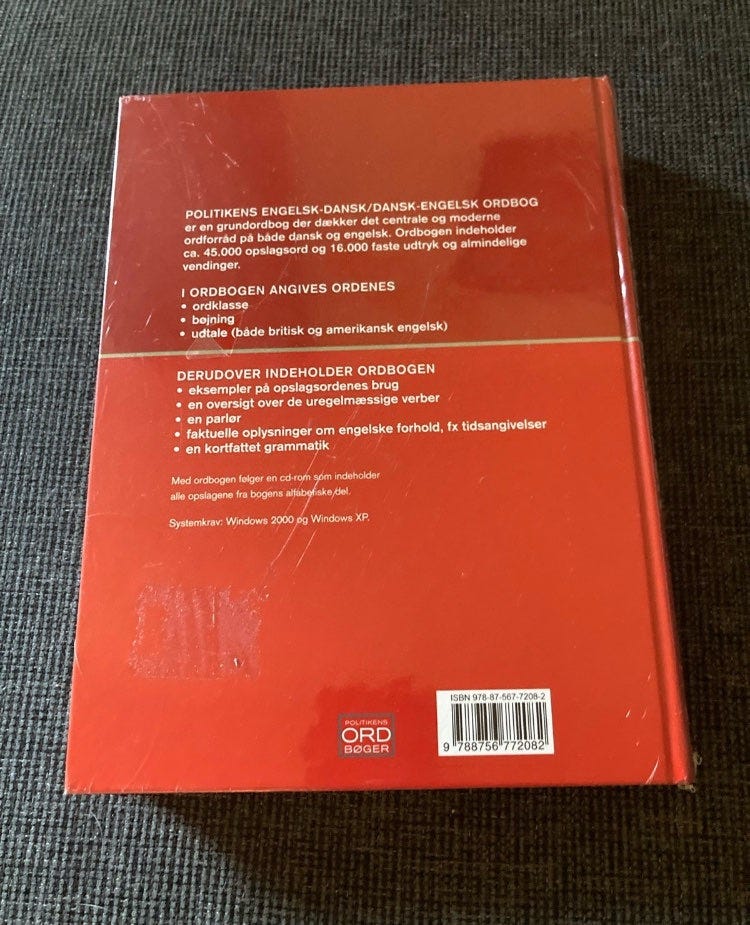 POLITIKENS ENGELSK-DANSK/DANSK-ENGELSK ORDBOG
er en grundordbog der dækker det centrale og moderne
ordforråd på både dansk og engelsk. Ordbogen indeholder
ca. 45.000 opslagsord og 16.000 faste udtryk og almindelige
vendinger.
I ORDBOGEN ANGIVES ORDENES
• ordklasse
• bøjning
• udtale (både britisk og amerikansk engelsk)
DERUDOVER INDEHOLDER ORDBOGEN
• eksempler på opslagsordenes brug
• en oversigt over de uregelmæssige verber
• en parlør
• faktuelle oplysninger om engelske forhold, fx tidsangivelser
• en kortfattet grammatik
Med ordbogen følger en cd-rom som indeholder
alle opslagene fra bogens alfabetiske del.
Systemkrav: Windows 2000 og Windows XP.
POLITIKENS
ORD
BØGER
ISBN 978-87-567-7208-2
9 788756 772082